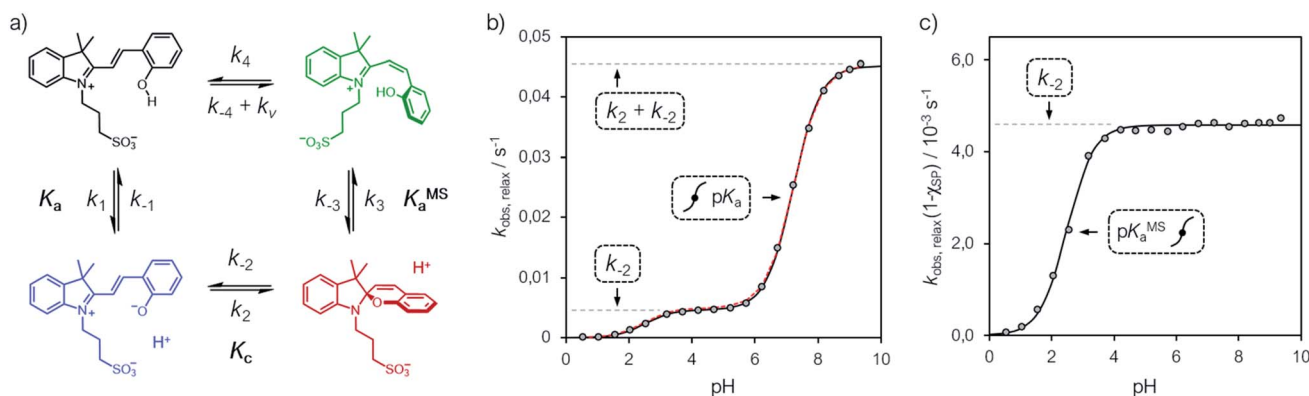 a)
OH
N+
SO3−
k4
k-4 + kv
N+
HO
−O3S
Ka
k1
k-1
k-3
k3
KaMS
N+
O−
H+
SO3−
k-2
k2
Kc
H+
O
N
SO3−
b)
kobs, relax / s-1
0,05
0,04
0,03
0,02
0,01
0
k2 + k-2
pKa
k-2
0
2
4
6
8
10
pH
c)
kobs, relax(1-χSP) / 10-3 s-1
6,0
4,0
2,0
0,0
k-2
pKaMS
0
2
4
6
8
10
pH